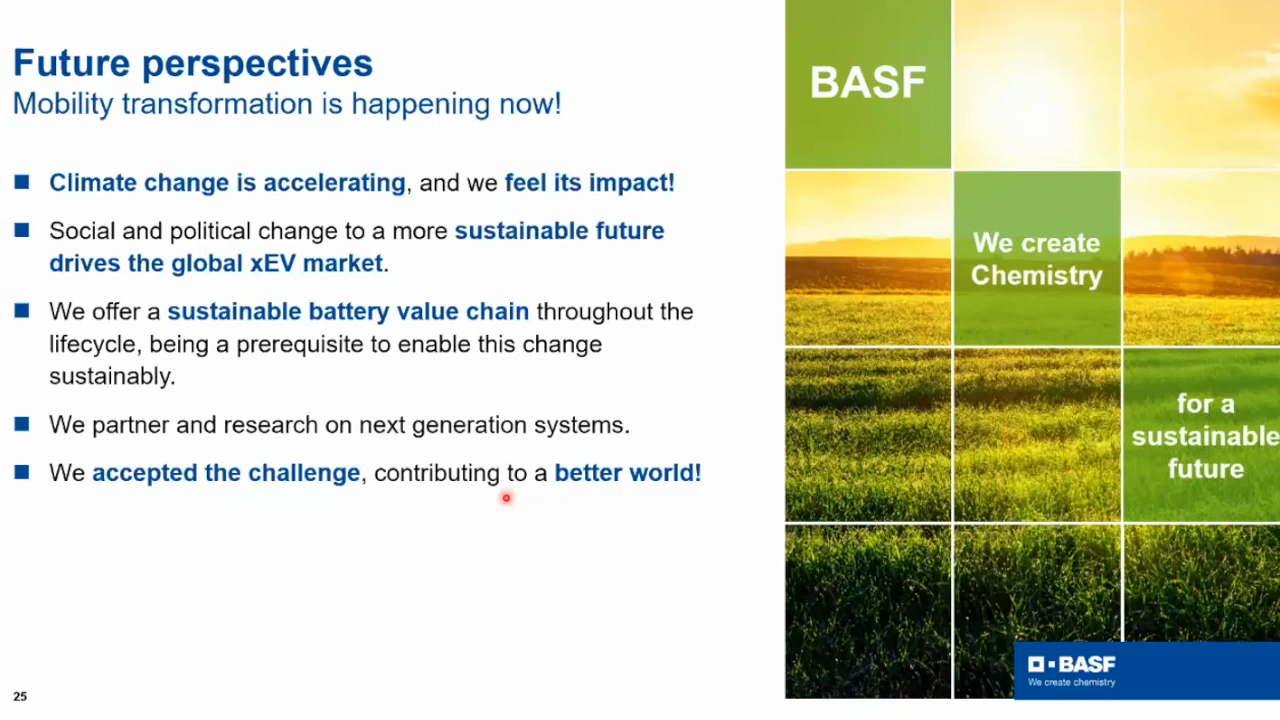 Future perspectives
Mobility transformation is happening now!
Climate change is accelerating, and we feel its impact!
Social and political change to a more sustainable future
drives the global xEV market.
We offer a sustainable battery value chain throughout the
lifecycle, being a prerequisite to enable this change
sustainably.
We partner and research on next generation systems.
We accepted the challenge, contributing to a better world!
25
BASF
We create
Chemistry
for a
sustainable
future
BASF
We create chemistry